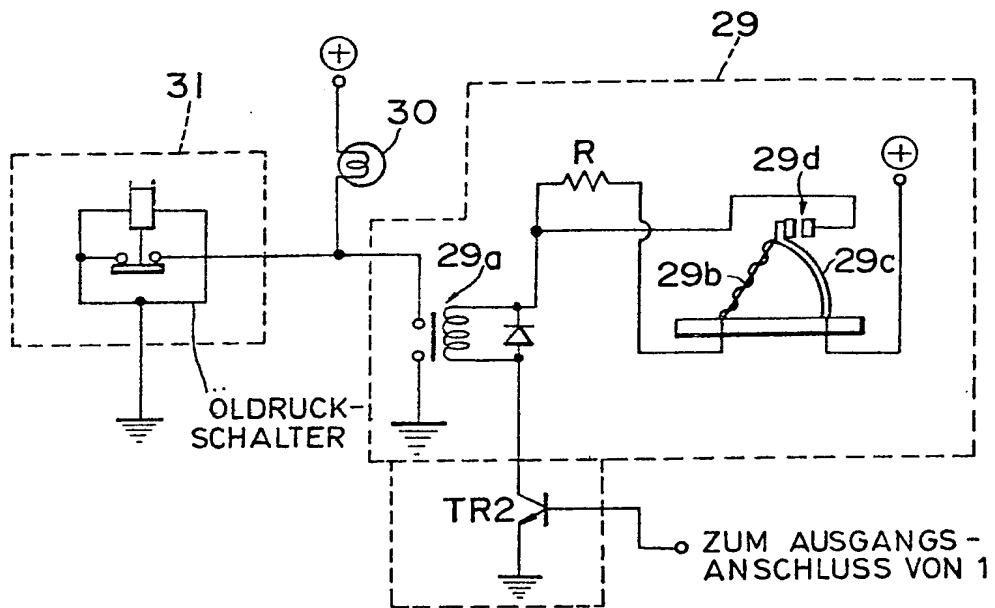 29
31
30
R
29d
29a
29b
29c
ÖLDRUCK-
SCHALTER
TR2
ZUM AUSGANGS-
ANSCHLUSS VON 1